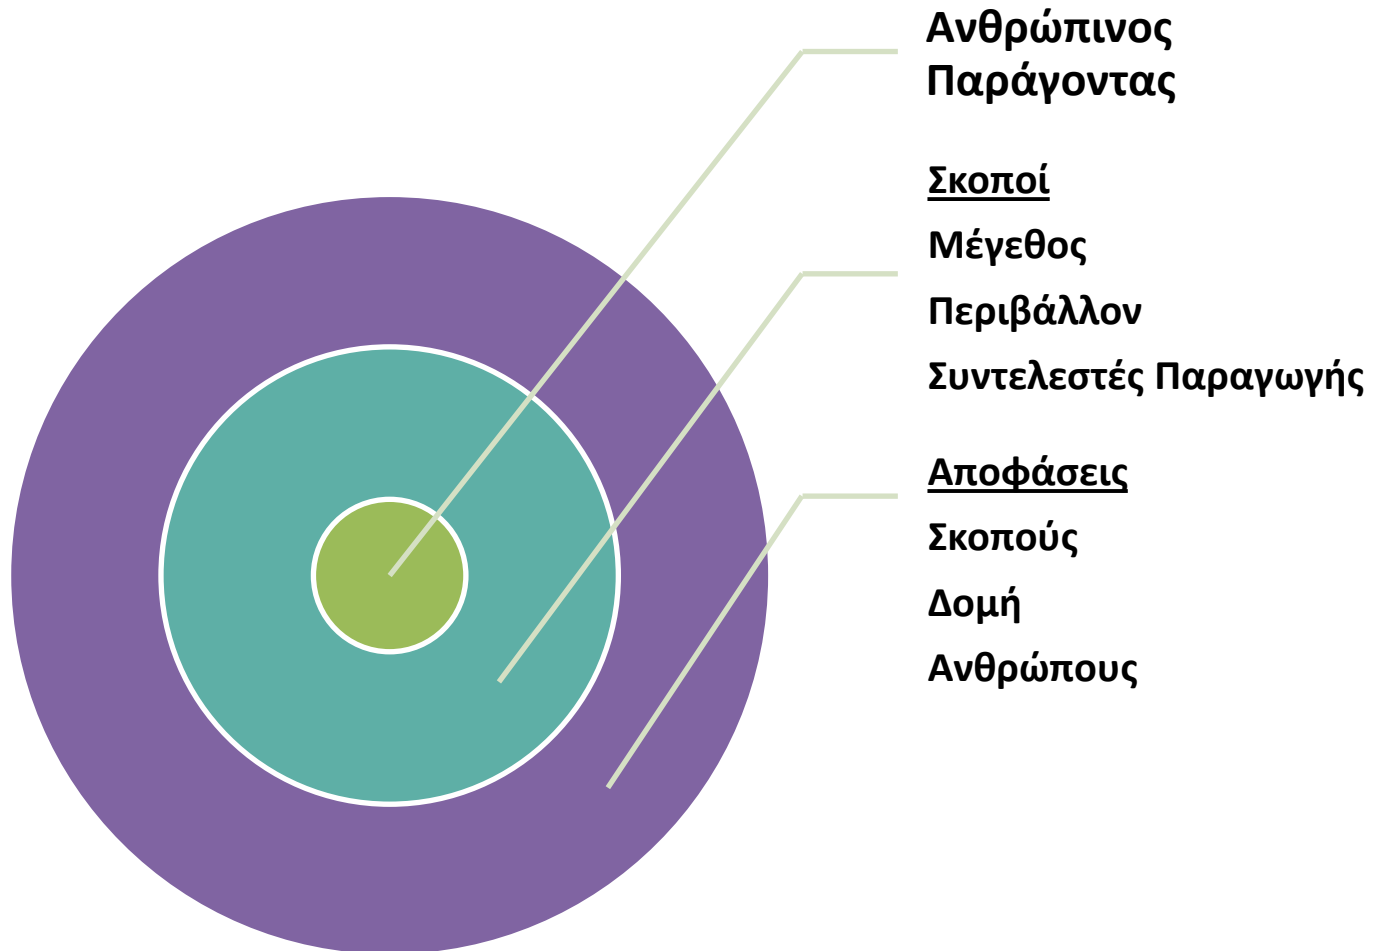 Ανθρώπινος
Παράγοντας
Σκοποί
Μέγεθος
Περιβάλλον
Συντελεστές Παραγωγής
Αποφάσεις
Σκοπούς
Δομή
Ανθρώπους